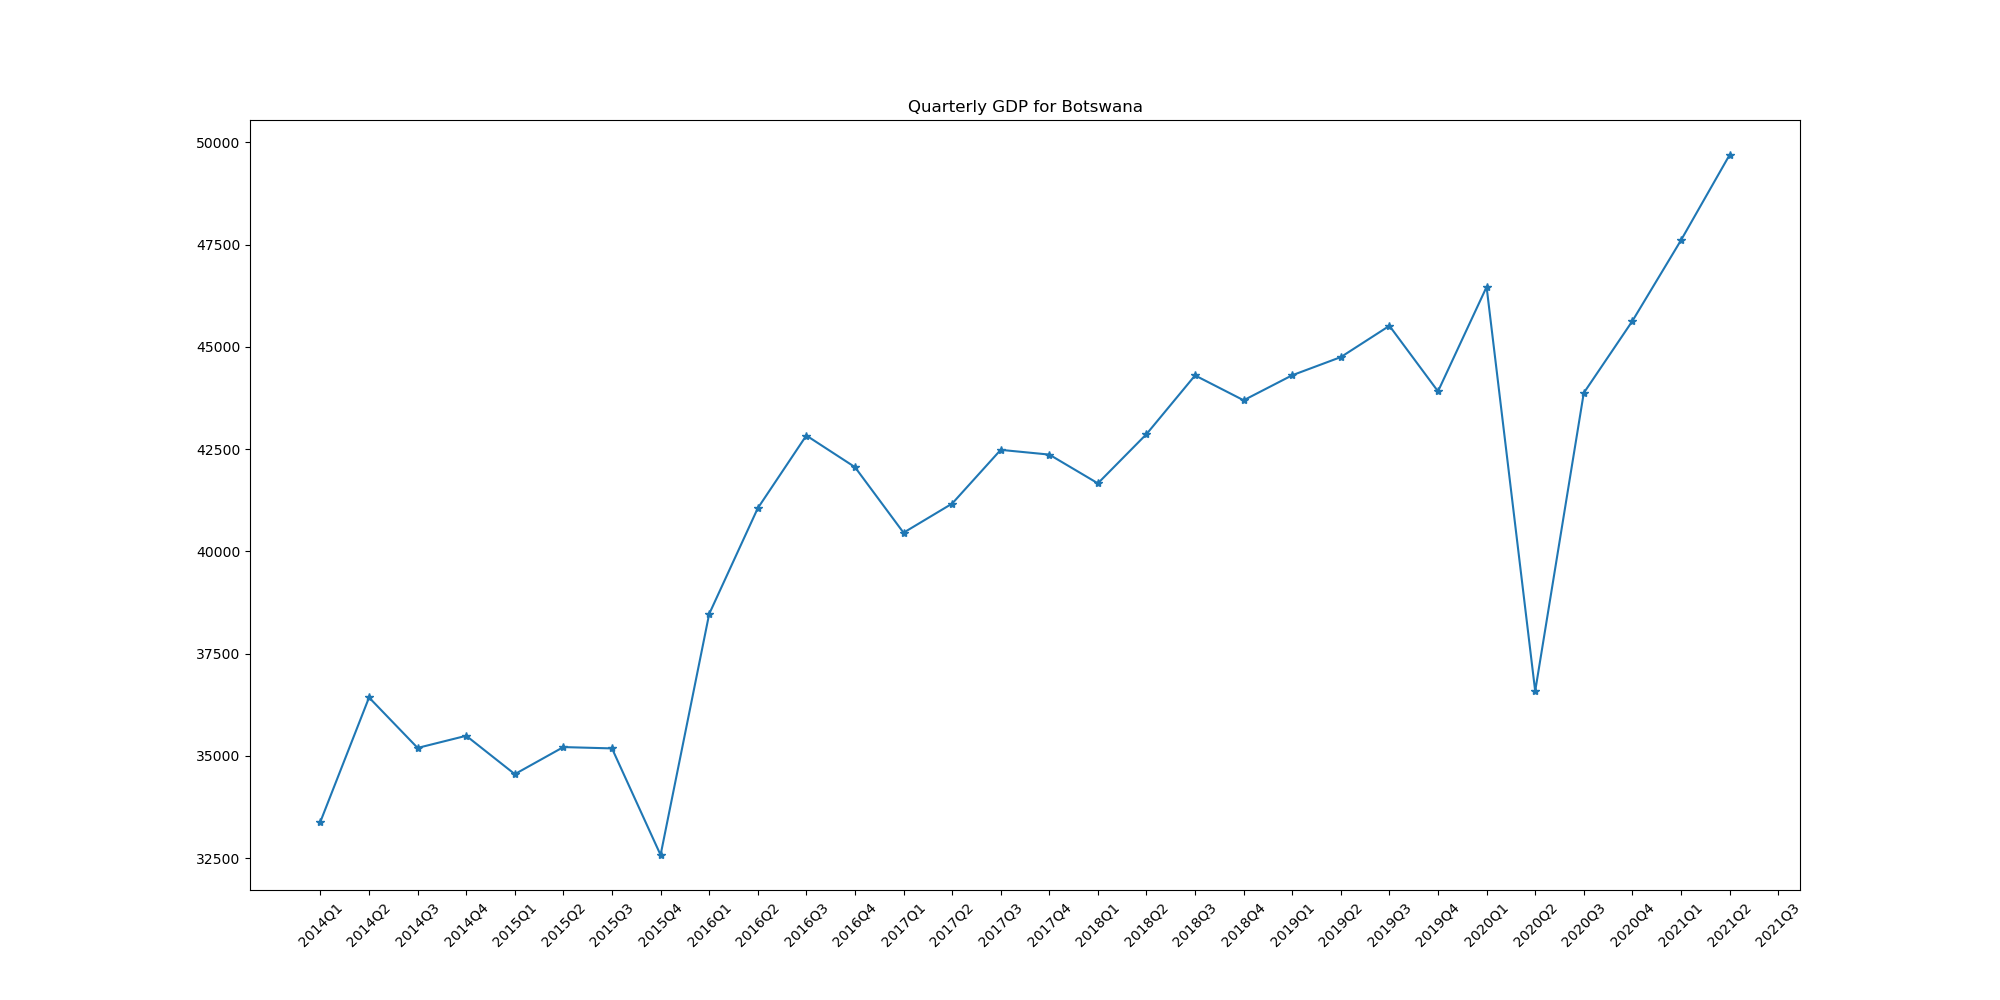 Quarterly GDP for Botswana
50000
47500
45000
42500
40000
37500
35000
32500
2014Q1
2014Q2
2014Q3
2014Q4
2015Q1
2015Q2
2015Q3
2015Q4
2016Q1
2016Q2
2016Q3
2016Q4
2017Q1
2017Q2
2017Q3
2017Q4
2018Q1
2018Q2
2018Q3
2018Q4
2019Q1
2019Q2
2019Q3
2019Q4
2020Q1
2020Q2
2020Q3
2020Q4
2021Q1
2021Q2
2021Q3